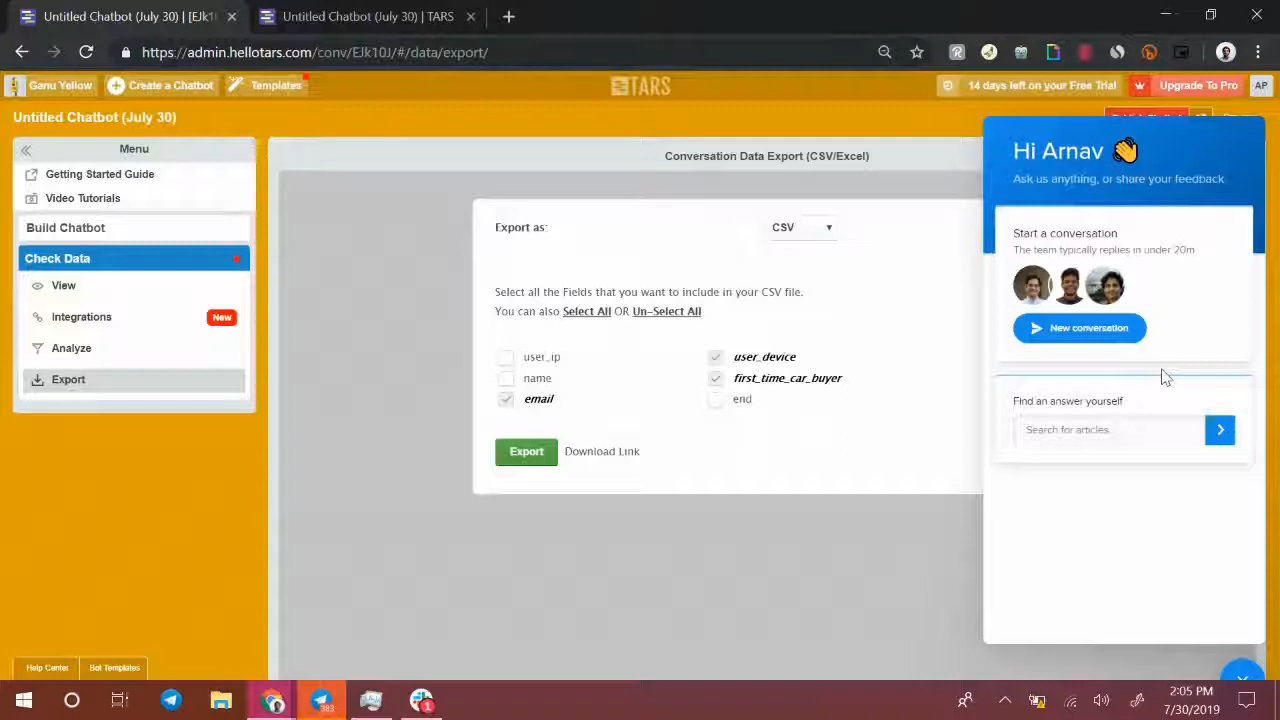 Untitled Chatbot (July 30) | [EJk1
Untitled Chatbot (July 30) | TARS
https://admin.hellotars.com/conv/EJk10J/#/data/export/
Ganu Yellow
Create a Chatbot
Templates
TARS
14 days left on your Free Trial
Upgrade To Pro
AP
Untitled Chatbot (July 30)
Menu
Getting Started Guide
Video Tutorials
Build Chatbot
Check Data
View
Integrations
New
Analyze
Export
Conversation Data Export (CSV/Excel)
Export as:
CSV
Select all the Fields that you want to include in your CSV file.
You can also Select All OR Un-Select All
user_ip
user_device
name
first_time_car_buyer
email
end
Export
Download Link
Hi Arnav
Ask us anything, or share your feedback.
Start a conversation
The team typically replies in under 20m
New conversation
Find an answer yourself
Search for articles
Help Center
Bot Templates
383
1
2:05 PM
7/30/2019